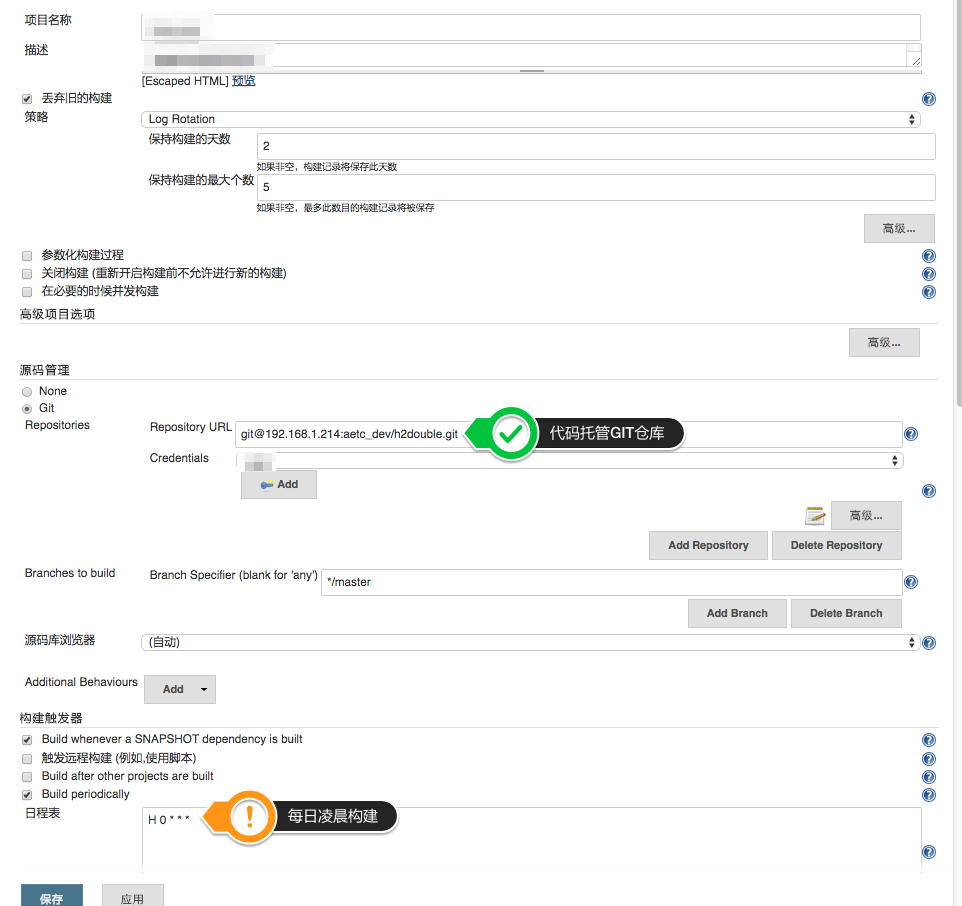 项目名称
描述
[Escaped HTML] 预览
丢弃旧的构建
策略
Log Rotation
保持构建的天数
2
如果非空，构建记录将保存此天数
保持构建的最大个数
5
如果非空，最多此数目的构建记录将被保存
高级...
参数化构建过程
关闭构建 (重新开启构建前不允许进行新的构建)
在必要的时候并发构建
高级项目选项
高级...
源码管理
None
Git
Repositories
Repository URL
git@192.168.1.214:aetc_dev/h2double.git
代码托管GIT仓库
Credentials
Add
高级...
Add Repository
Delete Repository
Branches to build
Branch Specifier (blank for 'any')
*/master
Add Branch
Delete Branch
源码库浏览器
(自动)
Additional Behaviours
Add
构建触发器
Build whenever a SNAPSHOT dependency is built
触发远程构建 (例如,使用脚本)
Build after other projects are built
Build periodically
日程表
H 0 * * *
每日凌晨构建
保存
应用